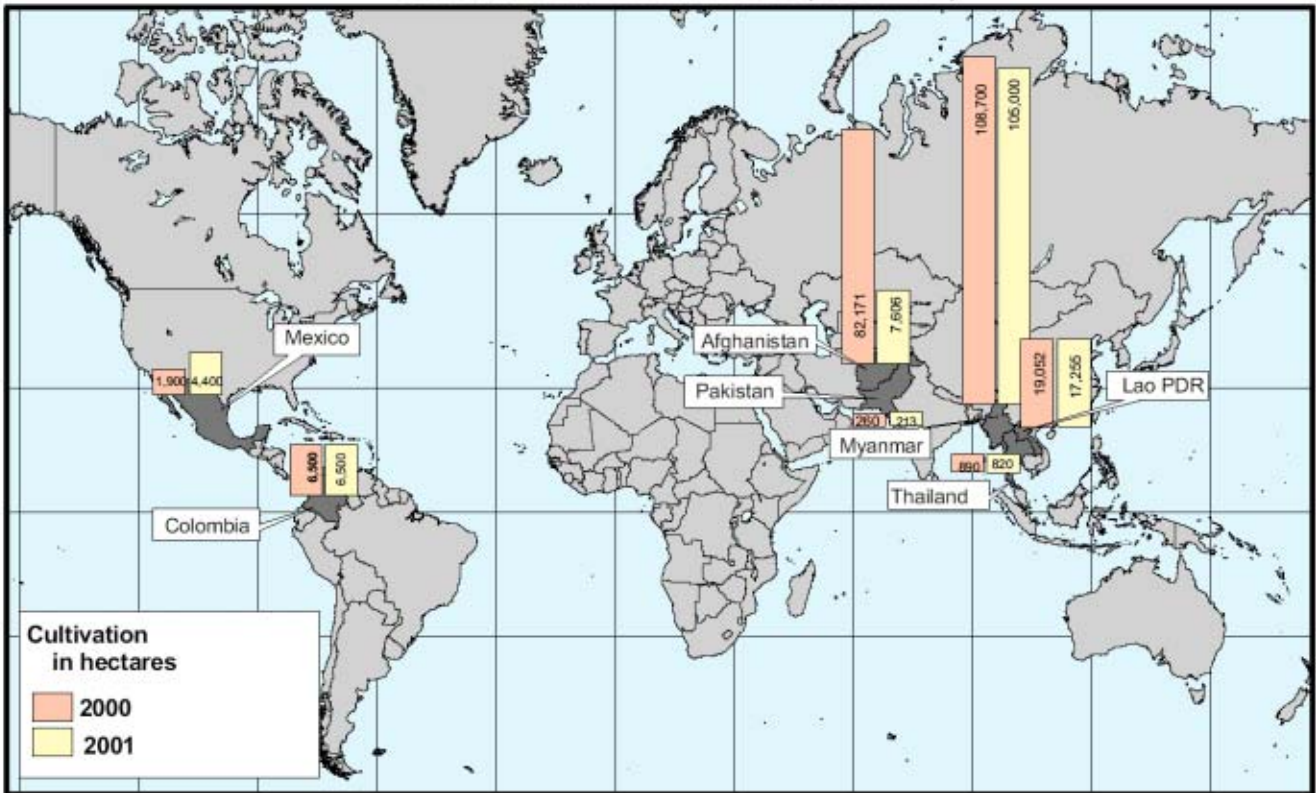 108,700
105,000
82,171
7,606
Mexico
Afghanistan
19,052
17,255
1,900
4,400
Pakistan
Lao PDR
260
213
Myanmar
6,500
6,500
890
820
Thailand
Colombia
Cultivation
in hectares
2000
2001